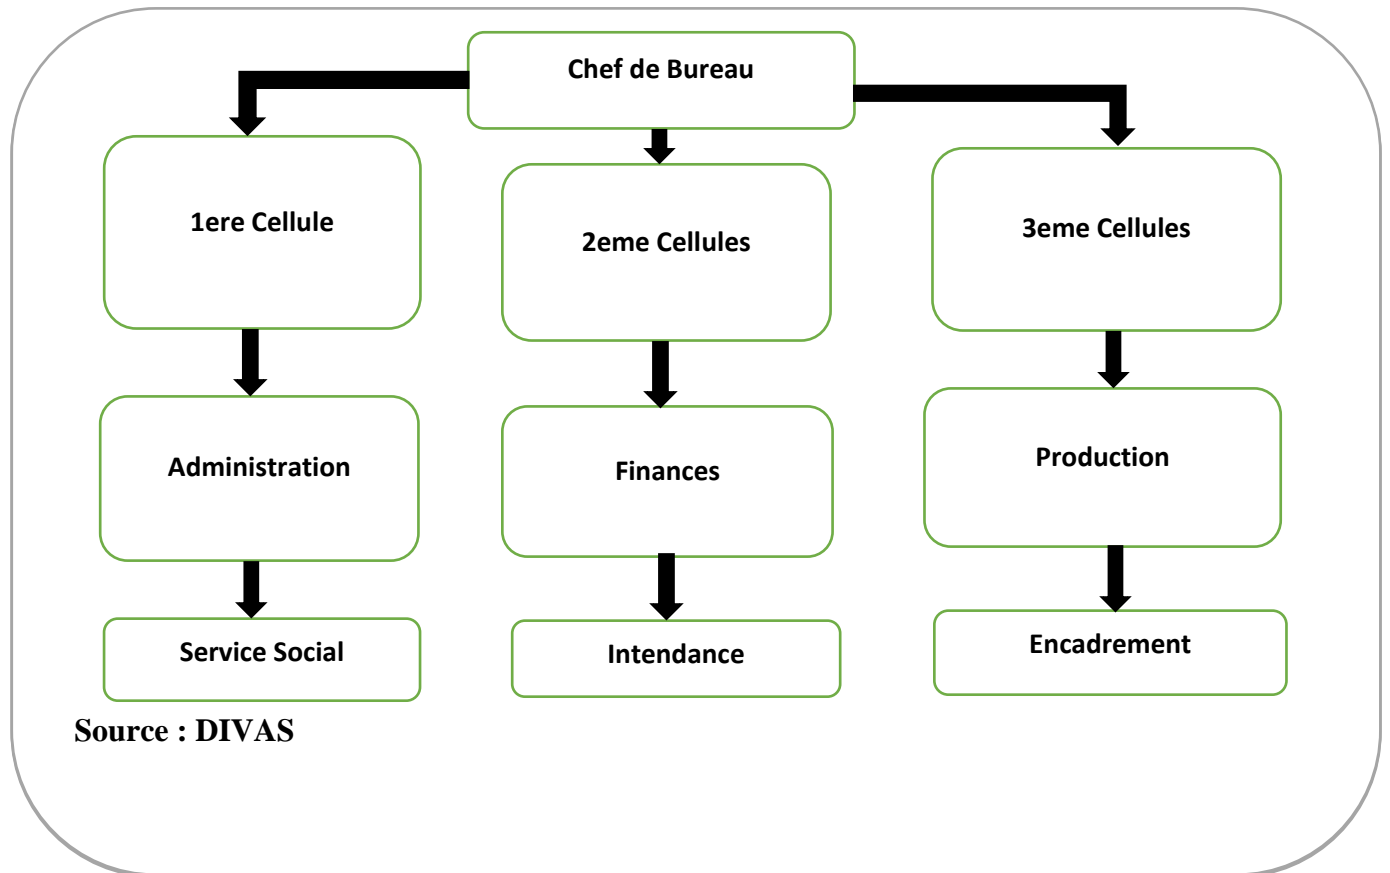 Chef de Bureau
1ere Cellule
2eme Cellules
3eme Cellules
Administration
Finances
Production
Service Social
Intendance
Encadrement
Source : DIVAS